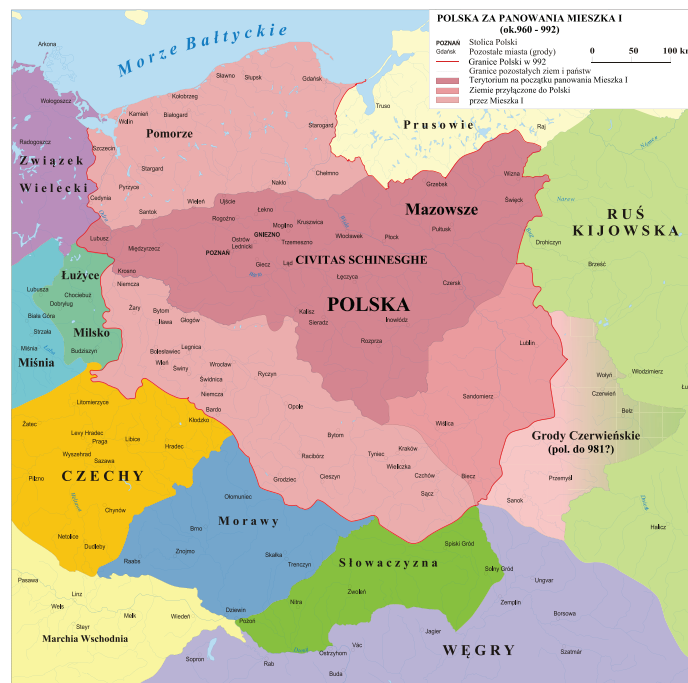 POLSKA ZA PANOWANIA MIESZKA I
(ok.960 - 992)
POZNAŃ Stolica Polski
Gdańsk Pozostałe miasta (grody)
Granice Polski w 992
Granice pozostałych ziem i państw
Terytorium na początku panowania Mieszka I
Ziemie przyłączone do Polski
przez Mieszka I
0 50 100 km
Morze Bałtyckie
Arkona
Wołogoszcz
Radogoszcz
Związek
Wielecki
Sławno
Słupsk
Gdańsk
Kołobrzeg
Kamień
Białogard
Wolin
Pomorze
Starogard
Szczecin
Stargard
Chełmno
Pyrzyce
Nakło
Cedynia
Santok
Wieleń
Ujście
Truso
Prusowie
Raj
Grzebsk
Wizna
Mazowsze
Święck
Narew
RUŚ
KIJOWSKA
Drohiczyn
Brześć
Rogoźno
Łekno
Mogilno
Kruszwica
Lubusz
Międzyrzecz
POZNAŃ
Ostrów
Lednicki
GNIEZNO
Trzemeszno
Włocławek
Płock
Pułtusk
Giecz
Ląd
CIVITAS SCHINESGHE
Łęczyca
Czersk
POLSKA
Krosno
Niemcza
Kalisz
Sieradz
Inowłódz
Rozprza
Łużyce
Lubusza
Chociebuż
Dobryług
Biała Góra
Strzała
Milsko
Miśnia
Budziszyn
Miśnia
Żary
Bytom
Iława
Głogów
Bolesławiec
Legnica
Wleń
Świny
Wrocław
Świdnica
Niemcza
Bardo
Kłodzko
Ryczyn
Opole
Bytom
Racibórz
Grodziec
Cieszyn
Tyniec
Kraków
Wieliczka
Czchów
Sącz
Biecz
Wiślica
Sandomierz
Lublin
Wołyń
Włodzimierz
Czerwień
Bełz
Grody Czerwieńskie
(pol. do 981?)
Przemyśl
Sanok
Halicz
Litomierzyce
Żatec
Levy Hradec
Praga
Libice
Wyszehrad
Sazawa
Hradec
CZECHY
Pilzno
Chynów
Netolice
Dudleby
Ołomuniec
Morawy
Brno
Znojmo
Raabs
Skałka
Trenczyn
Słowaczyzna
Spiski Gród
Solny Gród
Zwoleń
Nitra
Dziewin
Pożoń
Pasawa
Linz
Wels
Steyr
Melk
Wiedeń
Marchia Wschodnia
Ungvar
Zemplin
Borsowa
Jagier
Szatmár
WĘGRY
Vác
Ostrzyhom
Sopron
Rab
Buda